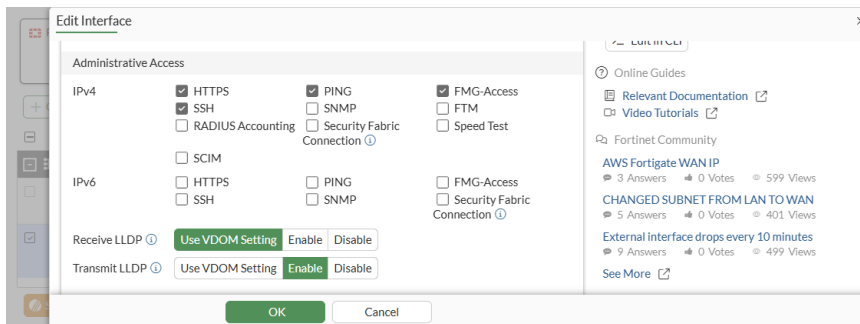 Edit Interface
Administrative Access
IPv4
HTTPS PING FMG-Access
SSH SNMP FTM
RADIUS Accounting Security Fabric Connection Speed Test
SCIM
IPv6
HTTPS PING FMG-Access
SSH SNMP Security Fabric Connection
Receive LLDP Use VDOM Setting Enable Disable
Transmit LLDP Use VDOM Setting Enable Disable
OK Cancel
Edit in CLI
Online Guides
Relevant Documentation
Video Tutorials
Fortinet Community
AWS Fortigate WAN IP
3 Answers 0 Votes 599 Views
CHANGED SUBNET FROM LAN TO WAN
5 Answers 0 Votes 401 Views
External interface drops every 10 minutes
9 Answers 0 Votes 499 Views
See More